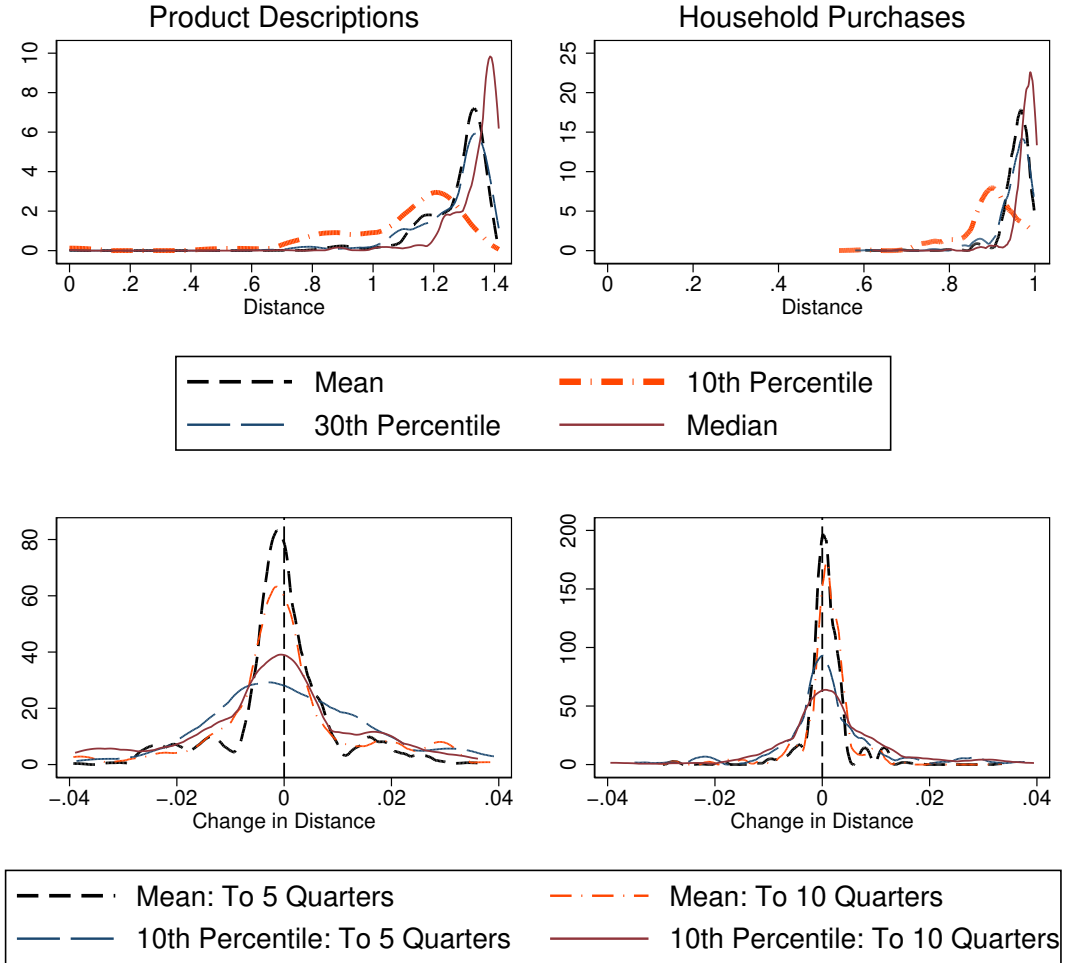 Product Descriptions
Household Purchases
0 2 4 6 8 10
0 .2 .4 .6 .8 1 1.2 1.4
Distance
0 5 10 15 20 25
0 .2 .4 .6 .8 1
Distance
Mean
10th Percentile
30th Percentile
Median
0 20 40 60 80
−.04 −.02 0 .02 .04
Change in Distance
0 50 100 150 200
−.04 −.02 0 .02 .04
Change in Distance
Mean: To 5 Quarters
Mean: To 10 Quarters
10th Percentile: To 5 Quarters
10th Percentile: To 10 Quarters